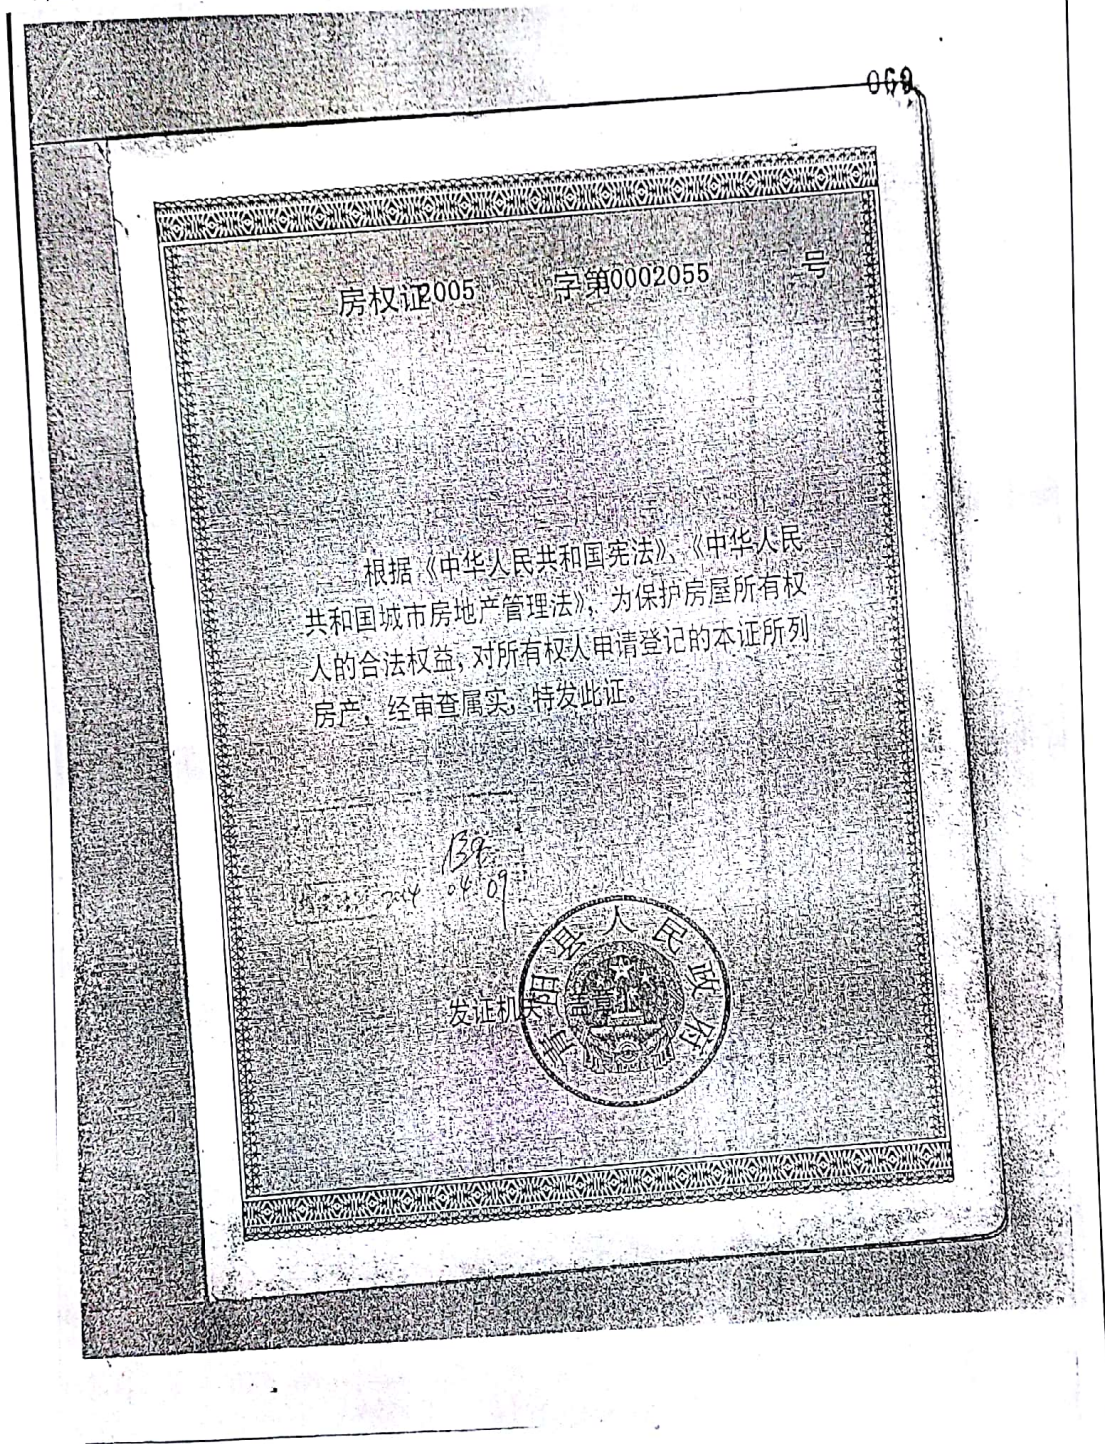 房权证2005 字第0002055 号
根据《中华人民共和国宪法》、《中华人民
共和国城市房地产管理法》,为保护房屋所有权
人的合法权益,对所有权人申请登记的本证所列
房产,经审查属实,特发此证。
04 09
发证机关(盖章)
阳县人民政府